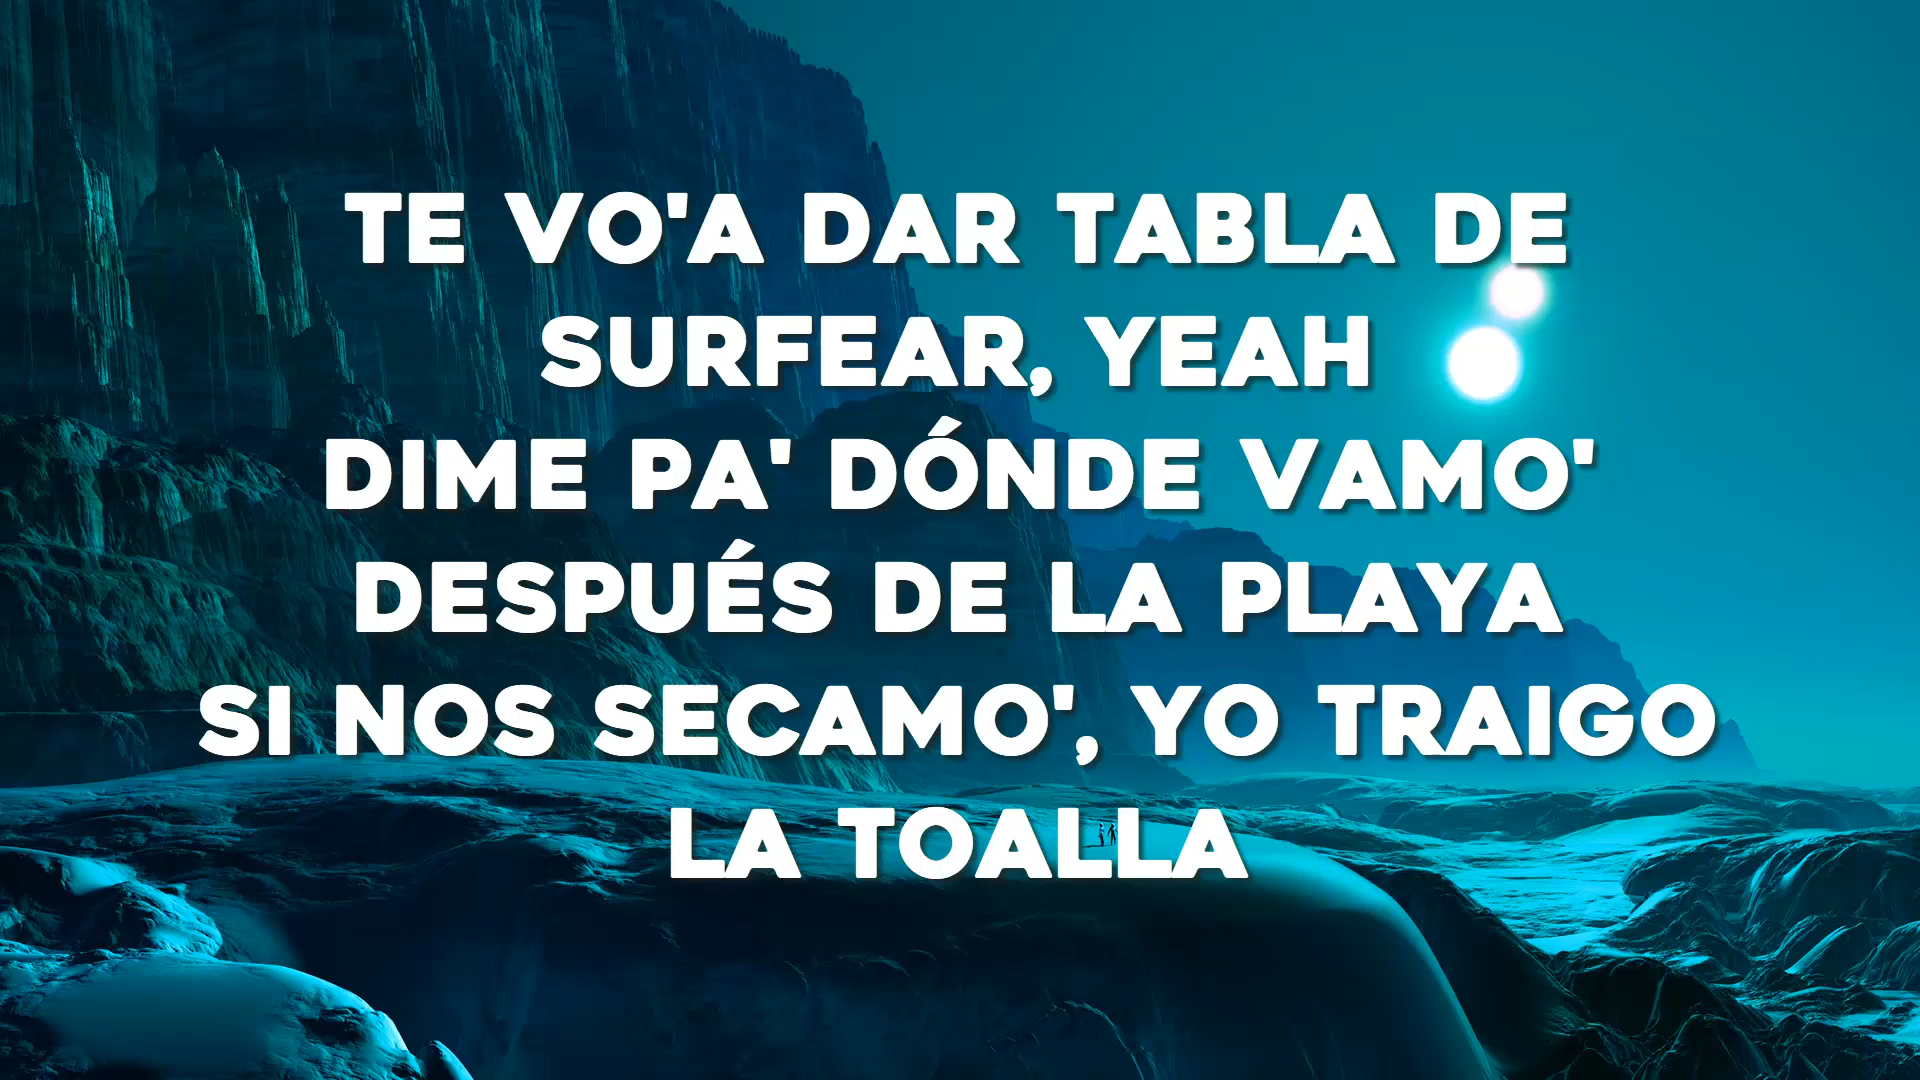 TE VO'A DAR TABLA DE
SURFEAR, YEAH
DIME PA' DÓNDE VAMO'
DESPUÉS DE LA PLAYA
SI NOS SECAMO', YO TRAIGO
LA TOALLA